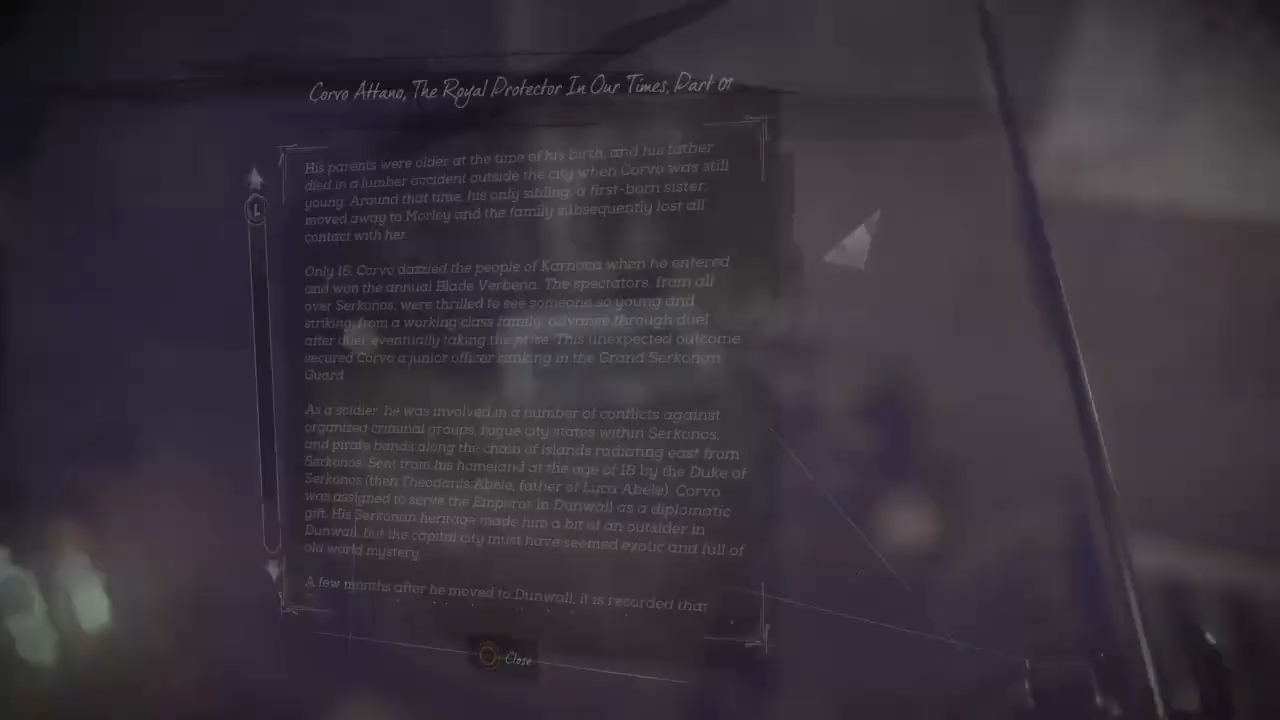 Corvo Attano, The Royal Protector In Our Times, Part 01
His parents were older at the time of his birth, and his father
died in a lumber accident outside the city when Corvo was still
young. Around that time, his only sibling, a first-born sister,
moved away to Morley and the family subsequently lost all
contact with her.
Only 16, Corvo dazzled the people of Karnaca when he entered
and won the annual Blade Verbena. The spectators, from all
over Serkonos, were thrilled to see someone so young and
striking, from a working class family, advance through duel
after duel, eventually taking the prize. This unexpected outcome
secured Corvo a junior officer ranking in the Grand Serkonan
Guard.
As a soldier, he was involved in a number of conflicts against
organized criminal groups, rogue city states within Serkonos,
and pirate bands along the chain of islands radiating east from
Serkonos. Sent from his homeland at the age of 18 by the Duke of
Serkonos (then Theodanis Abele, father of Luca Abele), Corvo
was assigned to serve the Emperor in Dunwall as a diplomatic
gift. His Serkonan heritage made him a bit of an outsider in
Dunwall, but the capital city must have seemed exotic and full of
old world mystery.
A few months after he moved to Dunwall, it is recorded that
L
Close